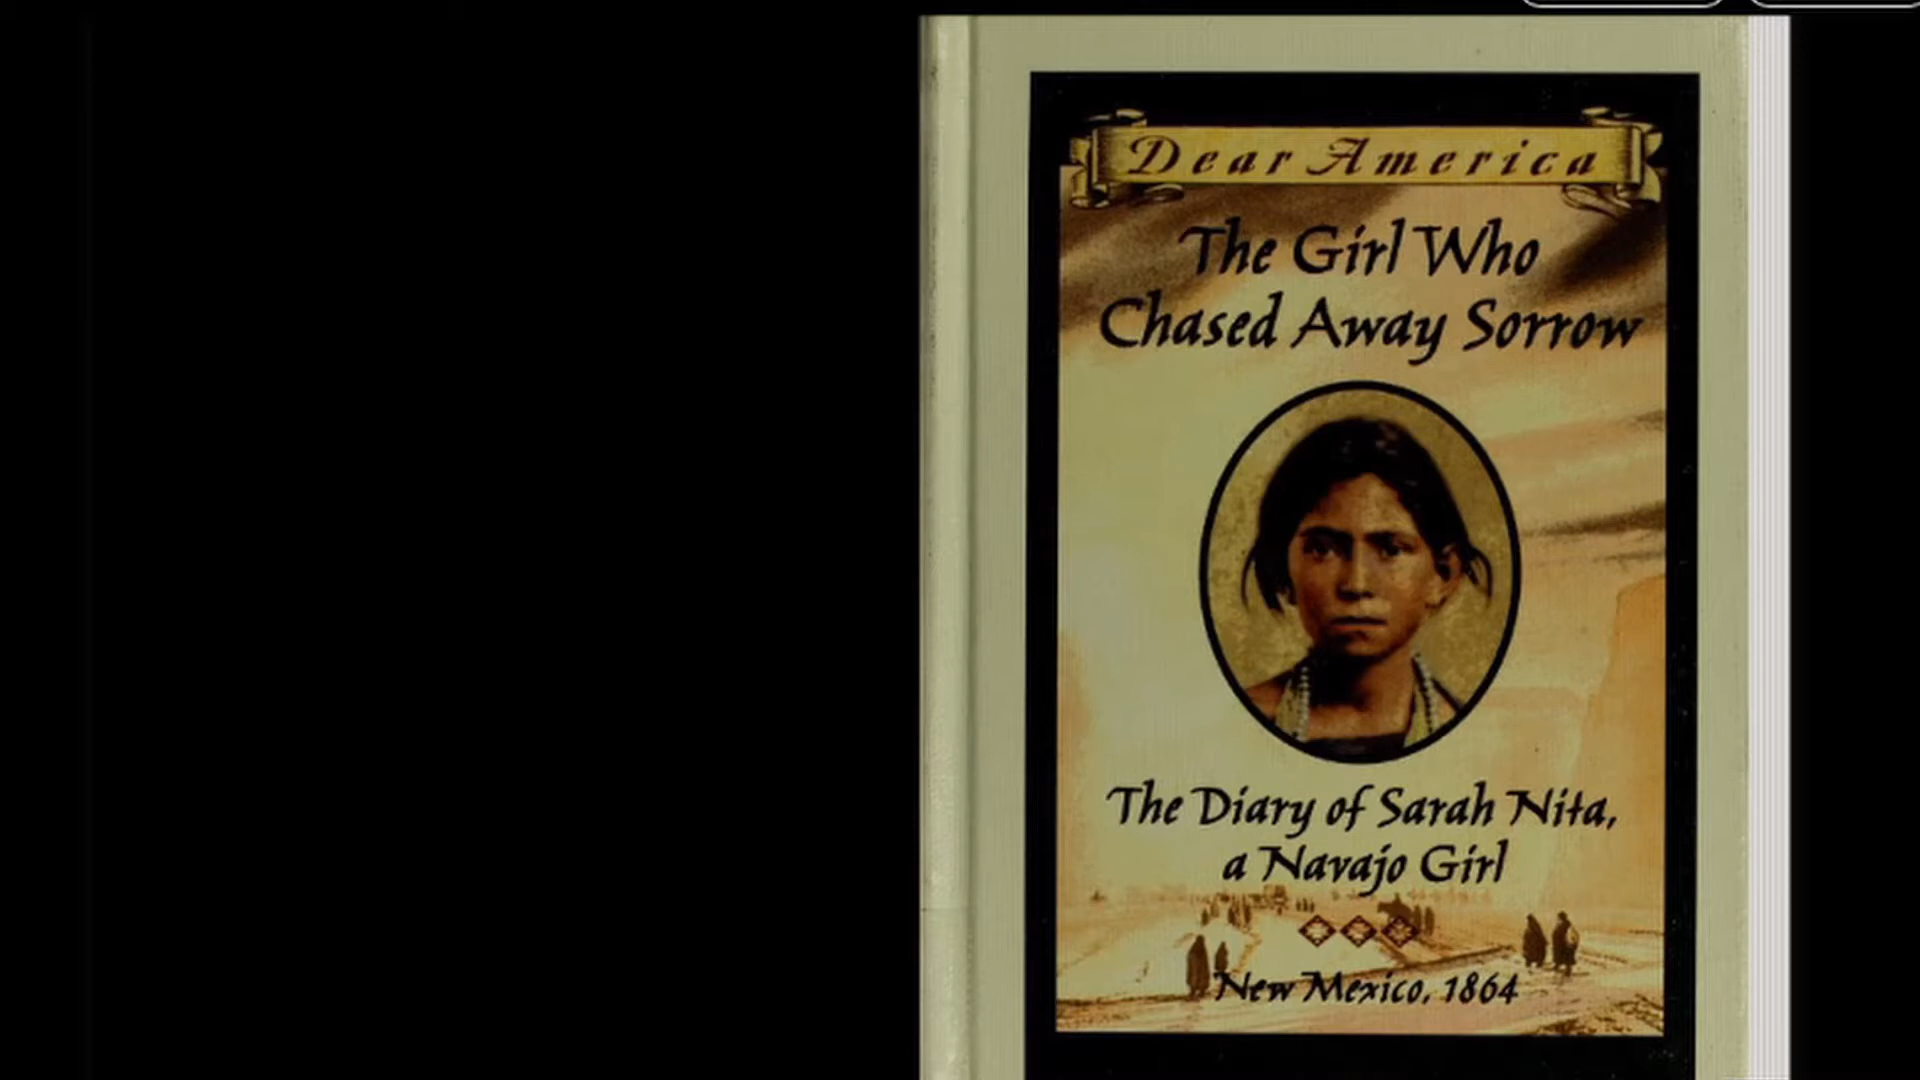 Dear America
The Girl Who
Chased Away Sorrow
The Diary of Sarah Nita,
a Navajo Girl
New Mexico, 1864